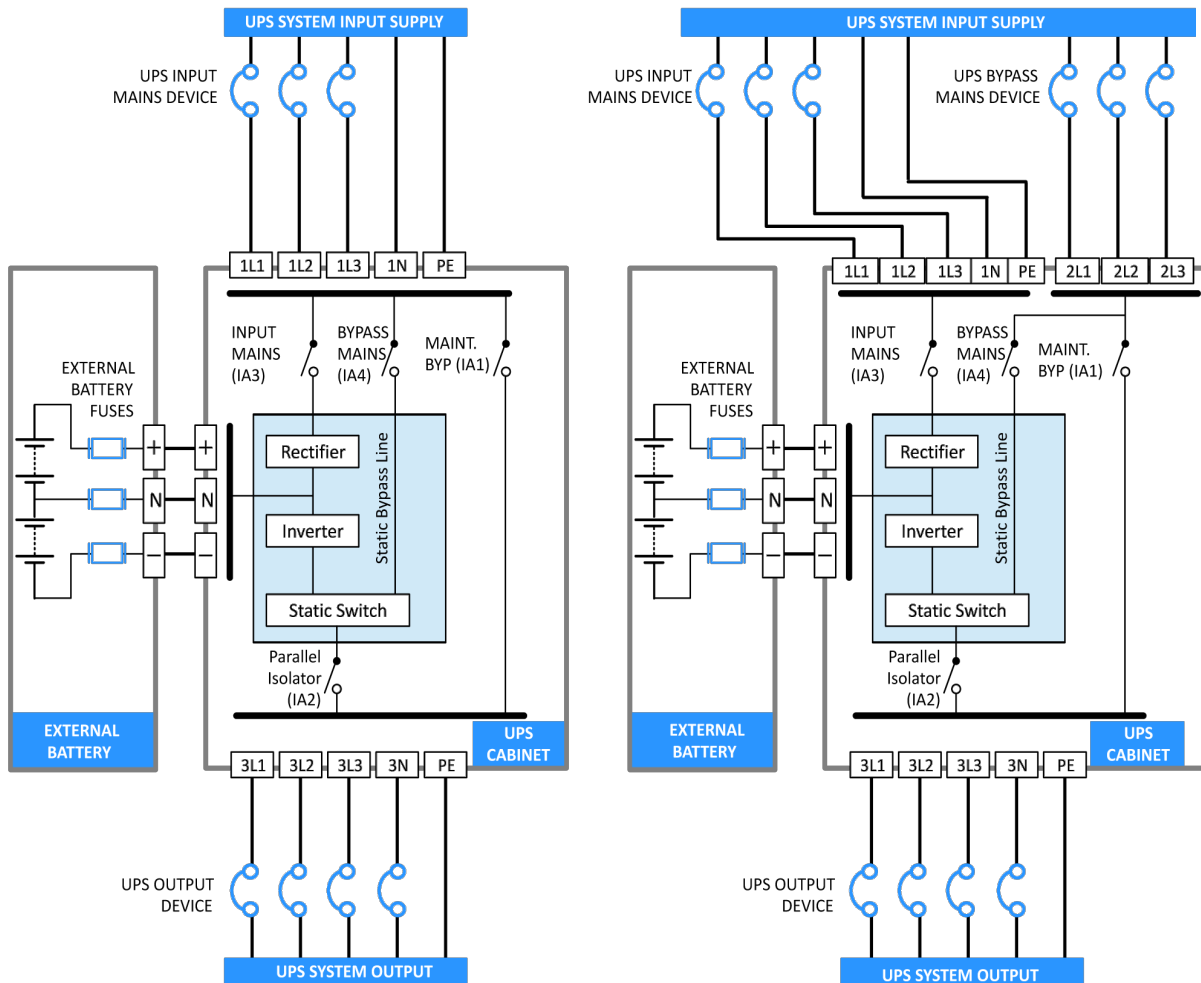 UPS SYSTEM INPUT SUPPLY
UPS INPUT
MAINS DEVICE
1L1 1L2 1L3 1N PE
INPUT
MAINS
(IA3)
BYPASS
MAINS
(IA4)
MAINT.
BYP (IA1)
EXTERNAL
BATTERY
FUSES
+ +
N N
− −
Rectifier
Inverter
Static Bypass Line
Static Switch
Parallel
Isolator
(IA2)
EXTERNAL
BATTERY
UPS
CABINET
3L1 3L2 3L3 3N PE
UPS OUTPUT
DEVICE
UPS SYSTEM OUTPUT
UPS SYSTEM INPUT SUPPLY
UPS INPUT
MAINS DEVICE
UPS BYPASS
MAINS DEVICE
1L1 1L2 1L3 1N PE 2L1 2L2 2L3
INPUT
MAINS
(IA3)
BYPASS
MAINS
(IA4)
MAINT.
BYP (IA1)
EXTERNAL
BATTERY
FUSES
+ +
N N
− −
Rectifier
Inverter
Static Bypass Line
Static Switch
Parallel
Isolator
(IA2)
EXTERNAL
BATTERY
UPS
CABINET
3L1 3L2 3L3 3N PE
UPS OUTPUT
DEVICE
UPS SYSTEM OUTPUT